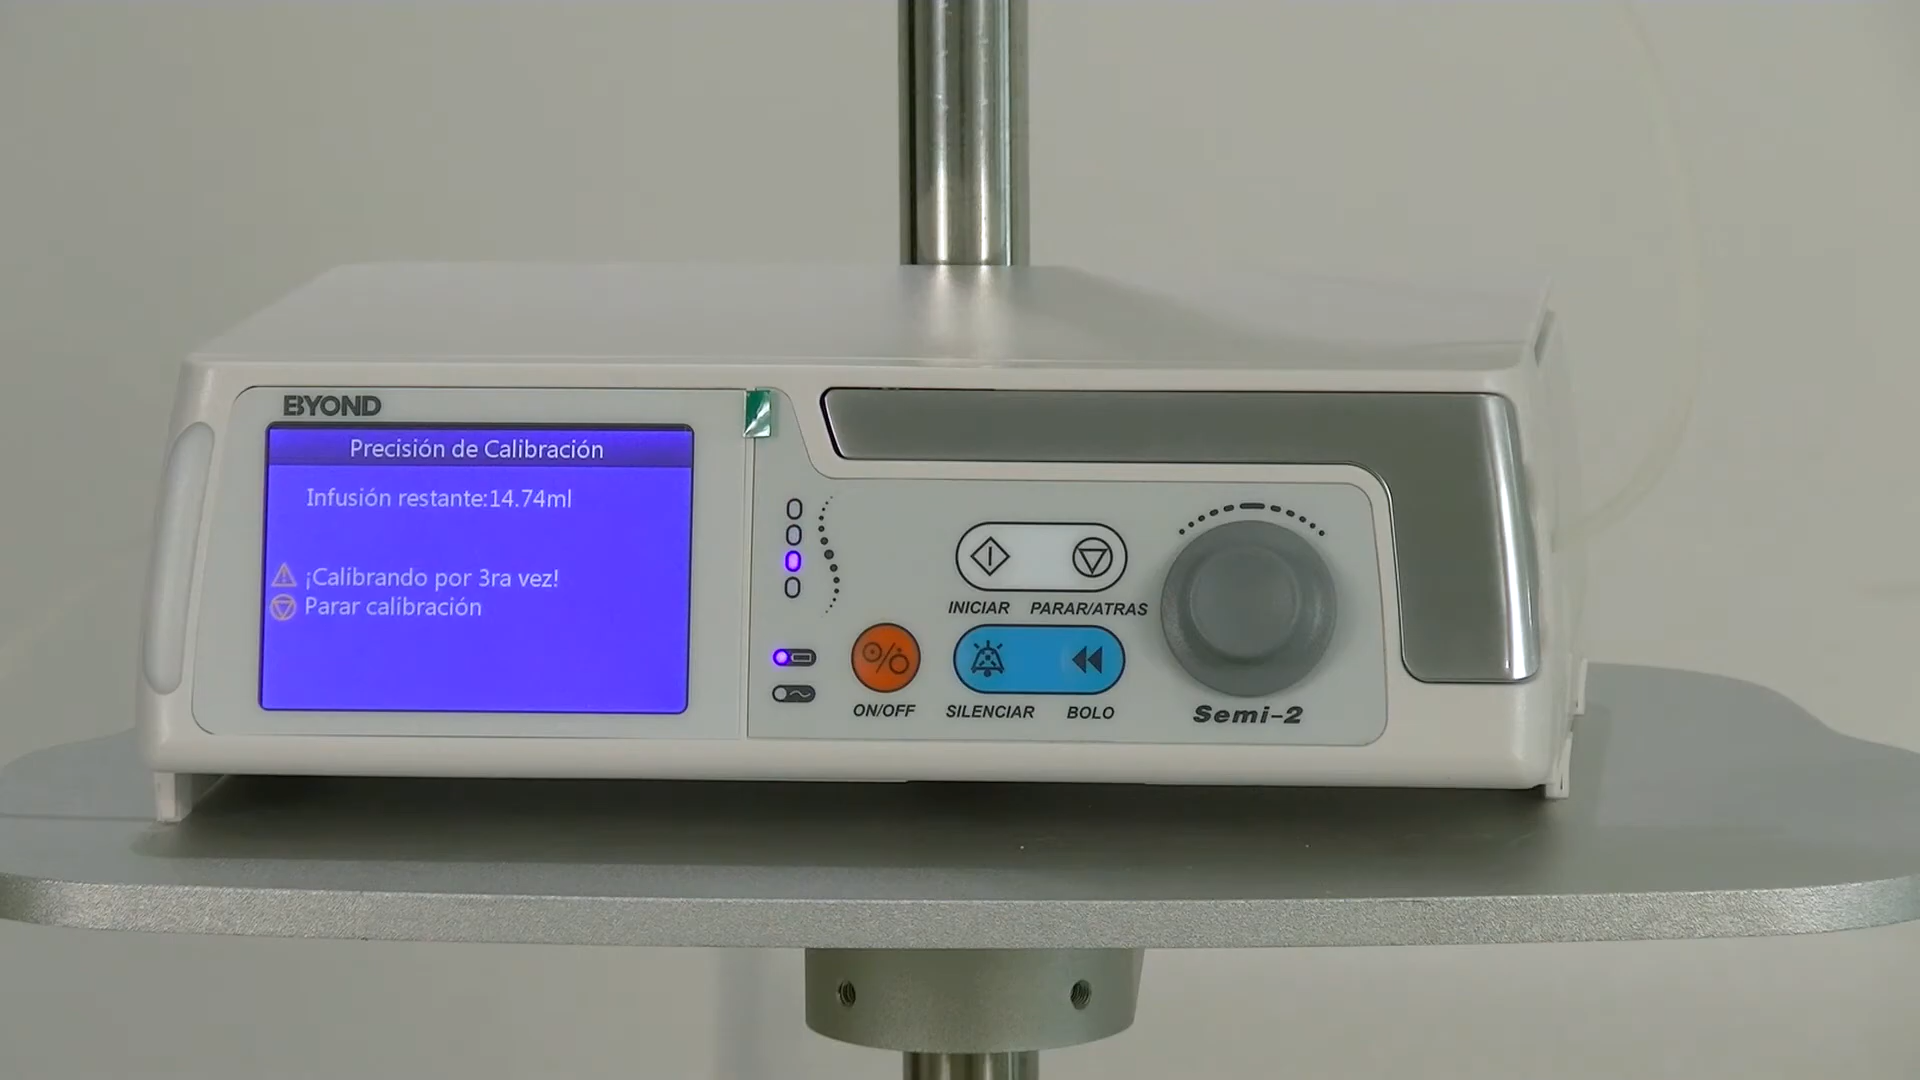 BYOND
Precisión de Calibración
Infusión restante:14.74ml
¡Calibrando por 3ra vez!
Parar calibración
INICIAR PARAR/ATRAS
ON/OFF SILENCIAR BOLO
Semi-2